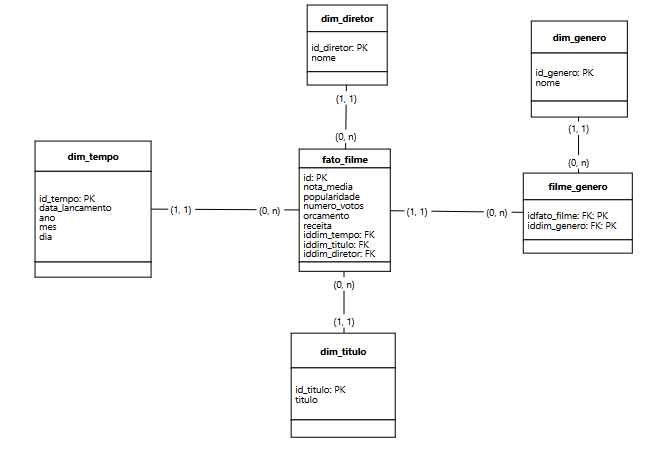 dim_diretor
id_diretor: PK
nome
(1, 1)
(0, n)
dim_genero
id_genero: PK
nome
(1, 1)
(0, n)
dim_tempo
id_tempo: PK
data_lancamento
ano
mes
dia
(1, 1)
(0, n)
fato_filme
id: PK
nota_media
popularidade
numero_votos
orcamento
receita
iddim_tempo: FK
iddim_titulo: FK
iddim_diretor: FK
(1, 1)
(0, n)
filme_genero
idfato_filme: FK: PK
iddim_genero: FK: PK
(0, n)
(1, 1)
dim_titulo
id_titulo: PK
titulo